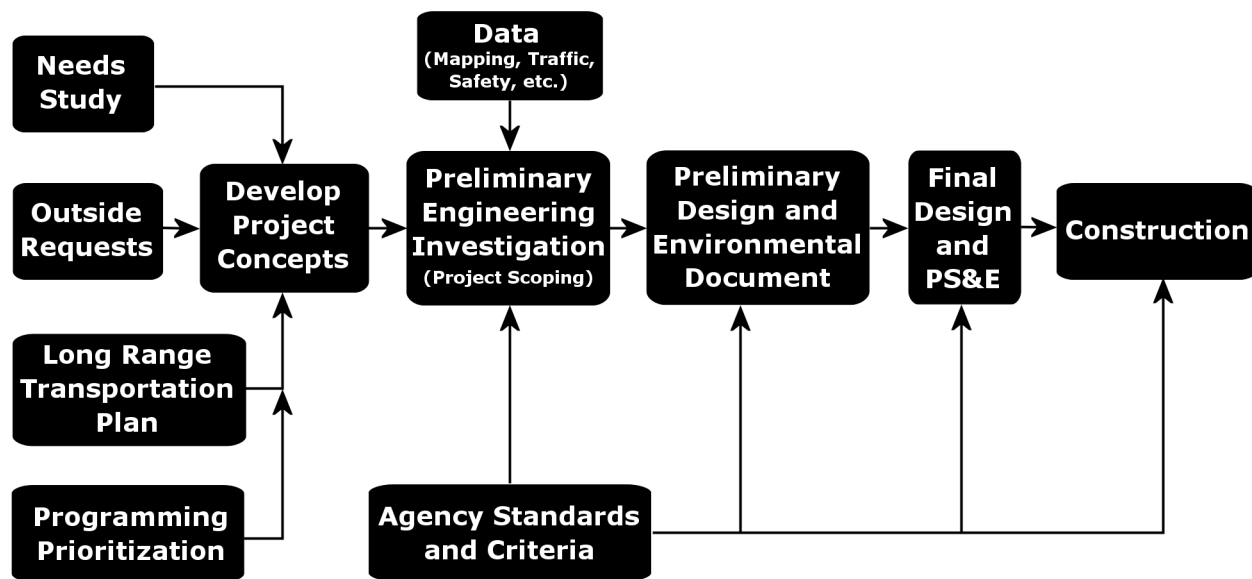 Needs
Study
Data
(Mapping, Traffic,
Safety, etc.)
Outside
Requests
Develop
Project
Concepts
Preliminary
Engineering
Investigation
(Project Scoping)
Preliminary
Design and
Environmental
Document
Final
Design
and
PS&E
Construction
Long Range
Transportation
Plan
Programming
Prioritization
Agency Standards
and Criteria